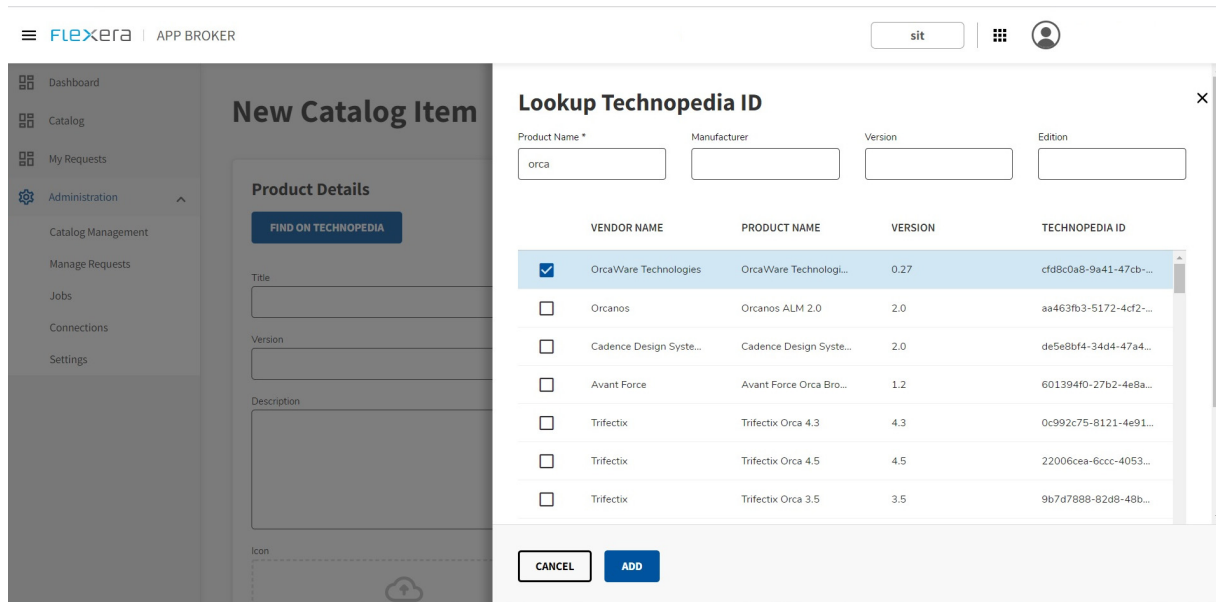 FLEXera | APP BROKER
sit
Dashboard
Catalog
My Requests
Administration
Catalog Management
Manage Requests
Jobs
Connections
Settings
New Catalog Item
Product Details
FIND ON TECHNOPEDIA
Title
Version
Description
Icon
Lookup Technopedia ID
Product Name * Manufacturer Version Edition
orca
VENDOR NAME PRODUCT NAME VERSION TECHNOPEDIA ID
OrcaWare Technologies OrcaWare Technologi... 0.27 cfd8c0a8-9a41-47cb-...
Orcanos Orcanos ALM 2.0 2.0 aa463fb3-5172-4cf2-...
Cadence Design Syste... Cadence Design Syste... 2.0 de5e8bf4-34d4-47a4...
Avant Force Avant Force Orca Bro... 1.2 601394f0-27b2-4e8a...
Trifectix Trifectix Orca 4.3 4.3 0c992c75-8121-4e91...
Trifectix Trifectix Orca 4.5 4.5 22006cea-6ccc-4053...
Trifectix Trifectix Orca 3.5 3.5 9b7d7888-82d8-48b...
CANCEL ADD